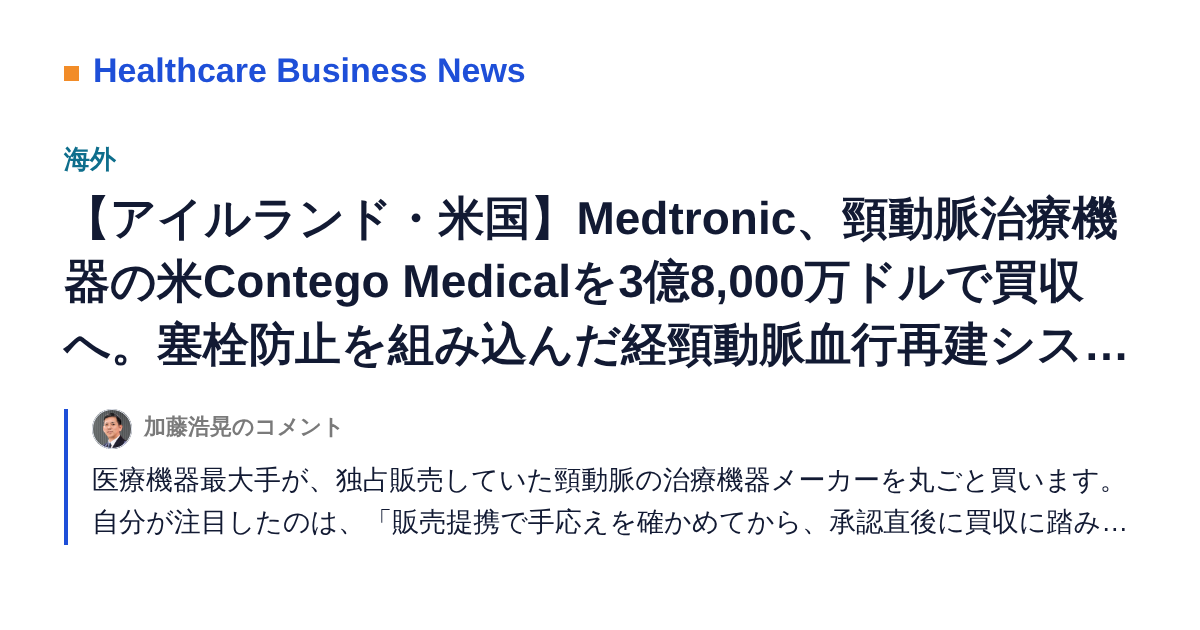 Healthcare Business News
海外
【アイルランド・米国】Medtronic、頸動脈治療機
器の米Contego Medicalを3億8,000万ドルで買収
へ。塞栓防止を組み込んだ経頸動脈血行再建シス…
加藤浩晃のコメント
医療機器最大手が、独占販売していた頸動脈の治療機器メーカーを丸ごと買います。
自分が注目したのは、「販売提携で手応えを確かめてから、承認直後に買収に踏み…